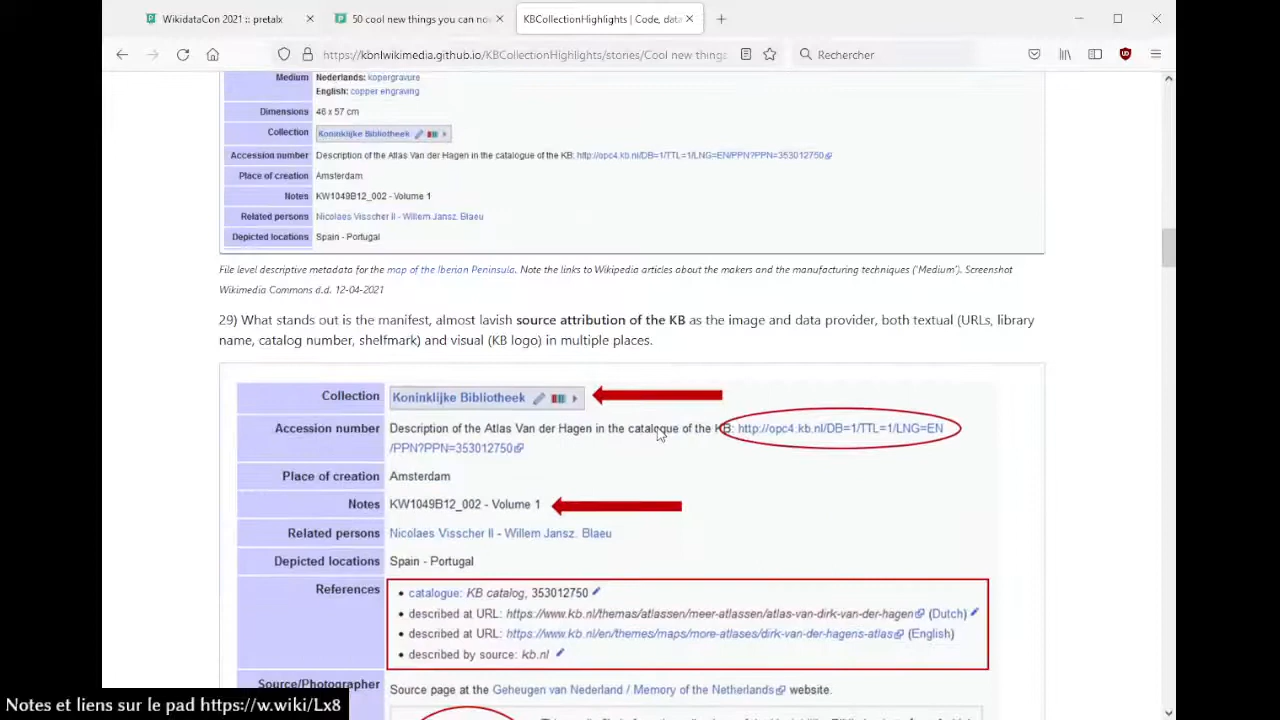 WikidataCon 2021 :: pretalx
50 cool new things you can now
KBCollectionHighlights | Code, data
https://kbnlwikimedia.github.io/KBCollectionHighlights/stories/Cool new things
Rechercher
Medium Nederlands: kopergravure
English: copper engraving
Dimensions 46 x 57 cm
Collection Koninklijke Bibliotheek
Accession number Description of the Atlas Van der Hagen in the catalogue of the KB: http://opc4.kb.nl/DB=1/TTL=1/LNG=EN/PPN?PPN=353012750
Place of creation Amsterdam
Notes KW1049B12_002 - Volume 1
Related persons Nicolaes Visscher II - Willem Jansz. Blaeu
Depicted locations Spain - Portugal
File level descriptive metadata for the map of the Iberian Peninsula. Note the links to Wikipedia articles about the makers and the manufacturing techniques ('Medium'). Screenshot
Wikimedia Commons d.d. 12-04-2021
29) What stands out is the manifest, almost lavish source attribution of the KB as the image and data provider, both textual (URLs, library
name, catalog number, shelfmark) and visual (KB logo) in multiple places.
Collection Koninklijke Bibliotheek
Accession number Description of the Atlas Van der Hagen in the catalogue of the KB: http://opc4.kb.nl/DB=1/TTL=1/LNG=EN
/PPN?PPN=353012750
Place of creation Amsterdam
Notes KW1049B12_002 - Volume 1
Related persons Nicolaes Visscher II - Willem Jansz. Blaeu
Depicted locations Spain - Portugal
References • catalogue: KB catalog, 353012750
• described at URL: https://www.kb.nl/themas/atlassen/meer-atlassen/atlas-van-dirk-van-der-hagen (Dutch)
• described at URL: https://www.kb.nl/en/themes/maps/more-atlases/dirk-van-der-hagens-atlas (English)
• described by source: kb.nl
Source/Photographer Source page at the Geheugen van Nederland / Memory of the Netherlands website.
Notes et liens sur le pad https://w.wiki/Lx8